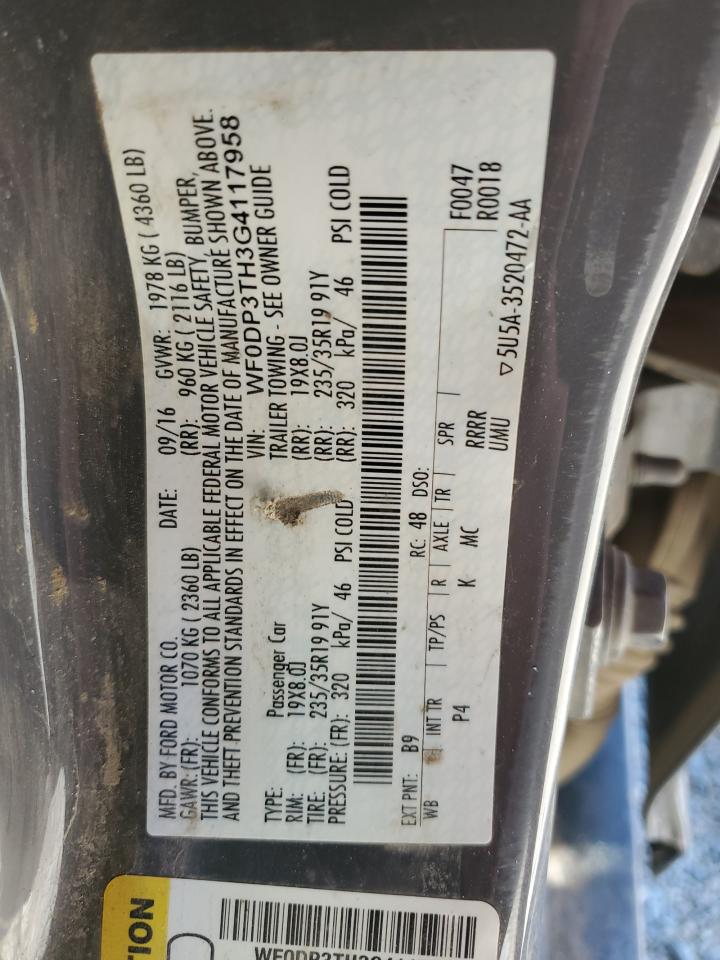 MFD. BY FORD MOTOR CO. DATE: 09/16 GVWR: 1978 KG ( 4360 LB)
GAWR: (FR): 1070 KG ( 2360 LB) (RR): 960 KG ( 2116 LB)
THIS VEHICLE CONFORMS TO ALL APPLICABLE FEDERAL MOTOR VEHICLE SAFETY, BUMPER,
AND THEFT PREVENTION STANDARDS IN EFFECT ON THE DATE OF MANUFACTURE SHOWN ABOVE.
VIN: WF0DP3TH3G4117958
TYPE: Passenger Car TRAILER TOWING - SEE OWNER GUIDE
RIM: (FR): 19X8.0J (RR): 19X8.0J
TIRE: (FR): 235/35R19 91Y (RR): 235/35R19 91Y
PRESSURE: (FR): 320 kPa/ 46 PSI COLD (RR): 320 kPa/ 46 PSI COLD
EXT PNT: B9 RC: 48 DSO: F0047
WB INT TR TP/PS R AXLE TR SPR R0018
P4 K MC RRRR
UMU
▽5U5A-3520472-AA
TION